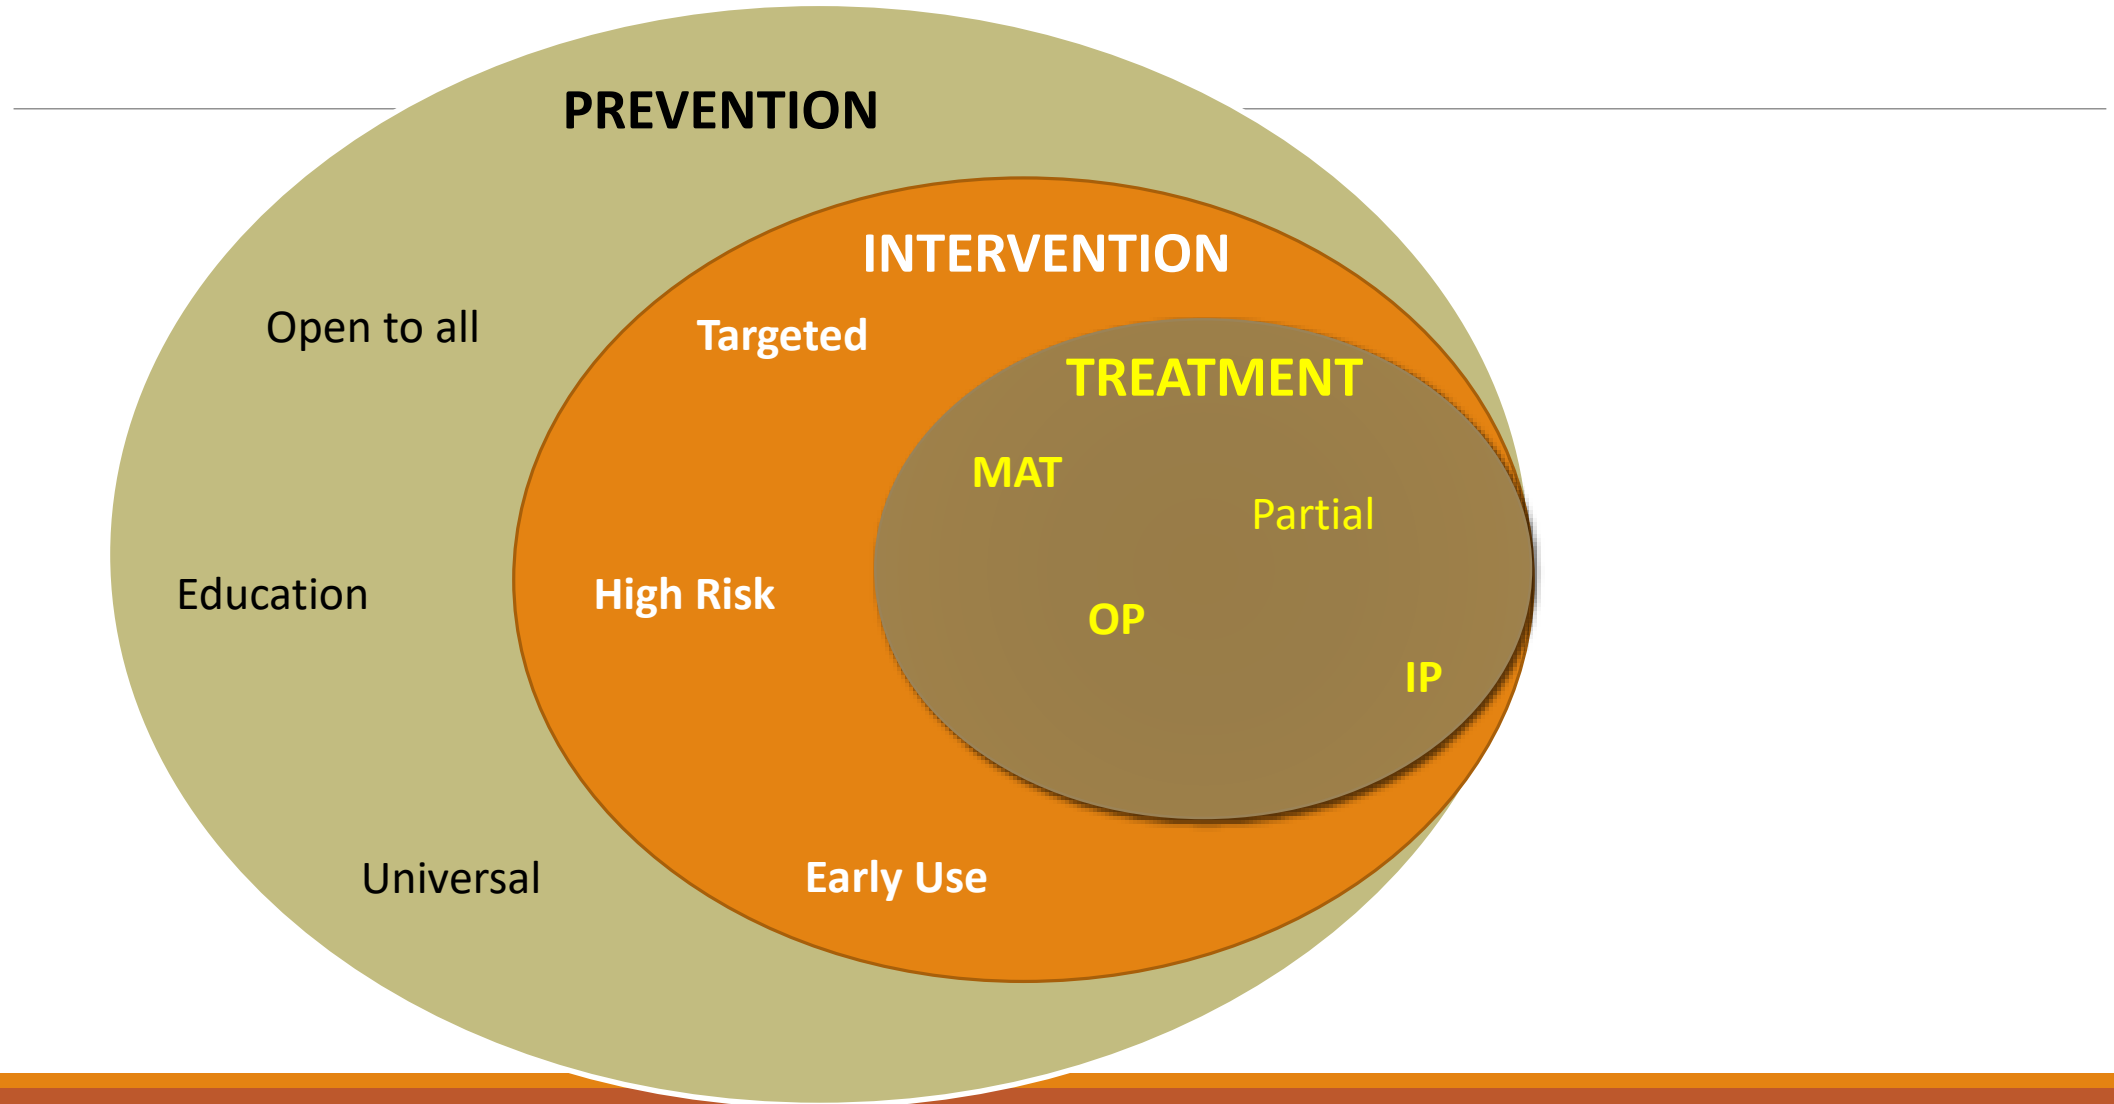 PREVENTION
Open to all
Education
Universal
INTERVENTION
Targeted
High Risk
Early Use
TREATMENT
MAT
Partial
OP
IP